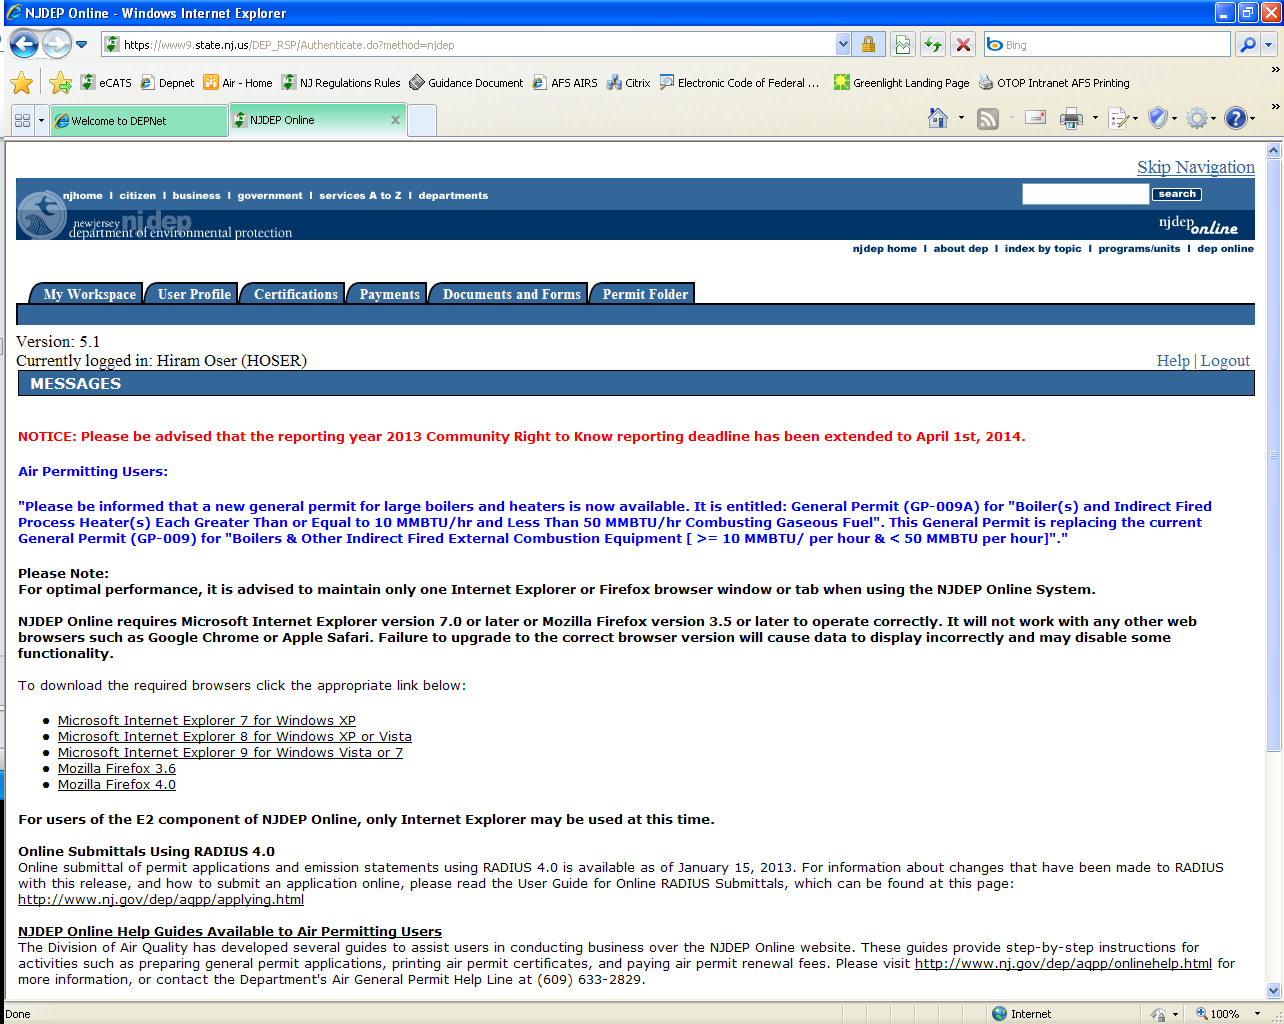 NJDEP Online - Windows Internet Explorer
https://www9.state.nj.us/DEP_RSP/Authenticate.do?method=njdep
Bing
eCATS Depnet Air - Home NJ Regulations Rules Guidance Document AFS AIRS Citrix Electronic Code of Federal ... Greenlight Landing Page OTOP Intranet AFS Printing
Welcome to DEPNet NJDEP Online
Skip Navigation
njhome | citizen | business | government | services A to Z | departments
search
newjersey njdep
department of environmental protection
njdep online
njdep home | about dep | index by topic | programs/units | dep online
My Workspace User Profile Certifications Payments Documents and Forms Permit Folder
Version: 5.1
Currently logged in: Hiram Oser (HOSER) Help | Logout
MESSAGES
NOTICE: Please be advised that the reporting year 2013 Community Right to Know reporting deadline has been extended to April 1st, 2014.
Air Permitting Users:
"Please be informed that a new general permit for large boilers and heaters is now available. It is entitled: General Permit (GP-009A) for "Boiler(s) and Indirect Fired
Process Heater(s) Each Greater Than or Equal to 10 MMBTU/hr and Less Than 50 MMBTU/hr Combusting Gaseous Fuel". This General Permit is replacing the current
General Permit (GP-009) for "Boilers & Other Indirect Fired External Combustion Equipment [ >= 10 MMBTU/ per hour & < 50 MMBTU per hour]"."
Please Note:
For optimal performance, it is advised to maintain only one Internet Explorer or Firefox browser window or tab when using the NJDEP Online System.
NJDEP Online requires Microsoft Internet Explorer version 7.0 or later or Mozilla Firefox version 3.5 or later to operate correctly. It will not work with any other web
browsers such as Google Chrome or Apple Safari. Failure to upgrade to the correct browser version will cause data to display incorrectly and may disable some
functionality.
To download the required browsers click the appropriate link below:
• Microsoft Internet Explorer 7 for Windows XP
• Microsoft Internet Explorer 8 for Windows XP or Vista
• Microsoft Internet Explorer 9 for Windows Vista or 7
• Mozilla Firefox 3.6
• Mozilla Firefox 4.0
For users of the E2 component of NJDEP Online, only Internet Explorer may be used at this time.
Online Submittals Using RADIUS 4.0
Online submittal of permit applications and emission statements using RADIUS 4.0 is available as of January 15, 2013. For information about changes that have been made to RADIUS
with this release, and how to submit an application online, please read the User Guide for Online RADIUS Submittals, which can be found at this page:
http://www.nj.gov/dep/aqpp/applying.html
NJDEP Online Help Guides Available to Air Permitting Users
The Division of Air Quality has developed several guides to assist users in conducting business over the NJDEP Online website. These guides provide step-by-step instructions for
activities such as preparing general permit applications, printing air permit certificates, and paying air permit renewal fees. Please visit http://www.nj.gov/dep/aqpp/onlinehelp.html for
more information, or contact the Department's Air General Permit Help Line at (609) 633-2829.
Done Internet 100%